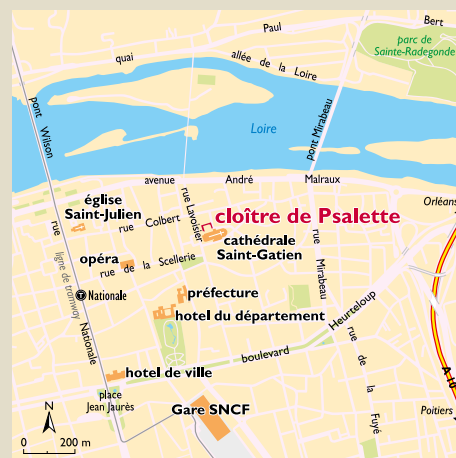 Paul
Bert
quai
allée de la Loire
parc de
Sainte-Radegonde
pont Wilson
Loire
pont Mirabeau
avenue André Malraux
Orléans
église
Saint-Julien
rue Colbert
rue Lavoisier
cloître de Psalette
cathédrale
Saint-Gatien
opéra
rue de la Scellerie
rue Mirabeau
ligne de tramway
T Nationale
rue Nationale
préfecture
hotel du département
boulevard Heurteloup
rue de la Fuye
A 10
hotel de ville
place
Jean Jaurès
Gare SNCF
Poitiers
N
0 200 m